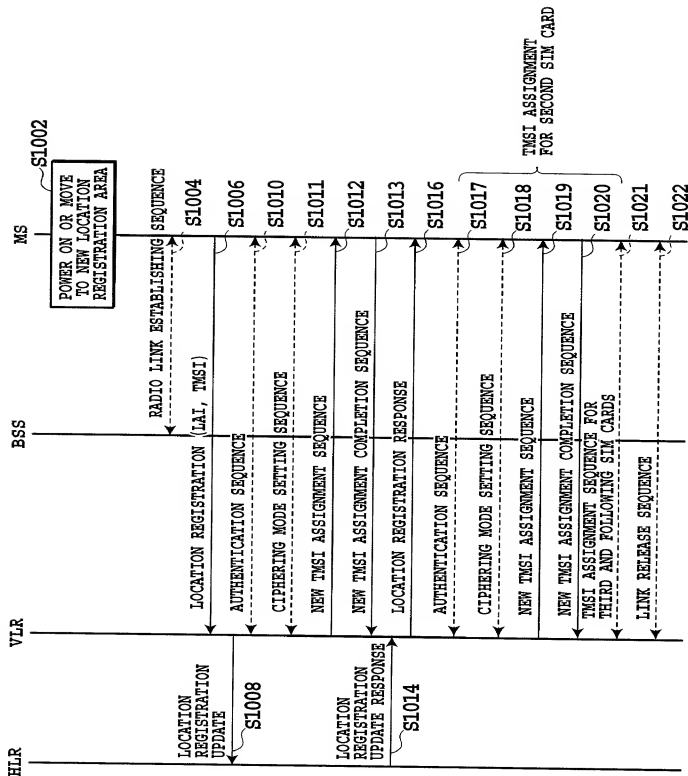 HLR
VLR
BSS
MS
S1002
POWER ON OR MOVE
TO NEW LOCATION
REGISTRATION AREA
RADIO LINK ESTABLISHING SEQUENCE
S1004
LOCATION REGISTRATION (LAI, TMSI)
S1006
LOCATION
REGISTRATION
UPDATE
S1008
AUTHENTICATION SEQUENCE
S1010
CIPHERING MODE SETTING SEQUENCE
S1011
NEW TMSI ASSIGNMENT SEQUENCE
S1012
NEW TMSI ASSIGNMENT COMPLETION SEQUENCE
S1013
LOCATION
REGISTRATION
UPDATE RESPONSE
S1014
LOCATION REGISTRATION RESPONSE
S1016
AUTHENTICATION SEQUENCE
S1017
CIPHERING MODE SETTING SEQUENCE
S1018
NEW TMSI ASSIGNMENT SEQUENCE
S1019
NEW TMSI ASSIGNMENT COMPLETION SEQUENCE
S1020
TMSI ASSIGNMENT
FOR SECOND SIM CARD
TMSI ASSIGNMENT SEQUENCE FOR
THIRD AND FOLLOWING SIM CARDS
S1021
LINK RELEASE SEQUENCE
S1022